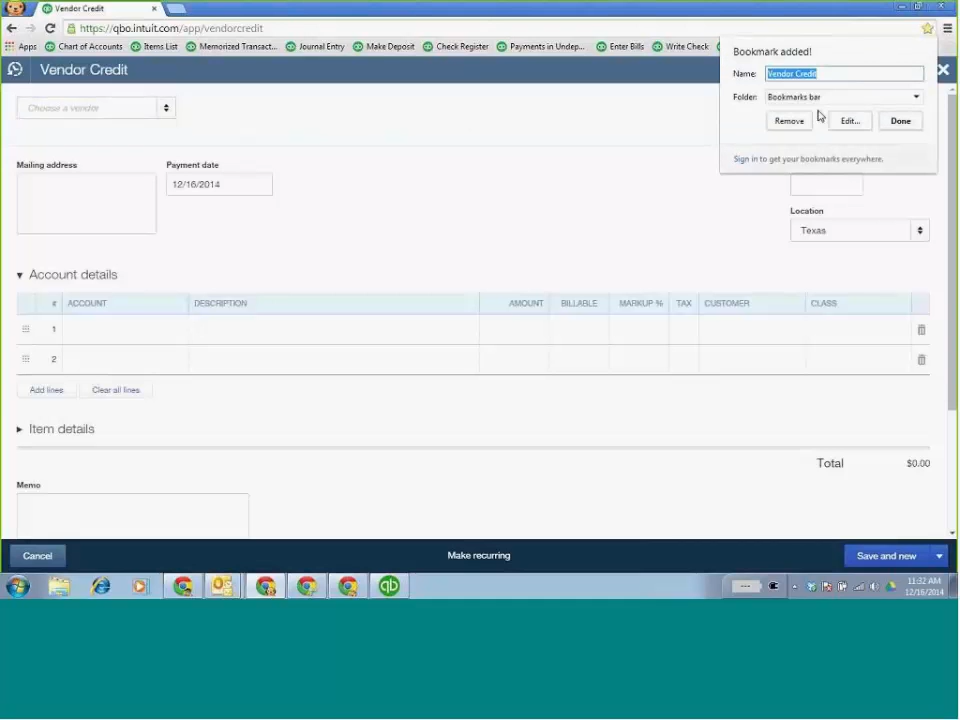 Vendor Credit
https://qbo.intuit.com/app/vendorcredit
Apps Chart of Accounts Items List Memorized Transact... Journal Entry Make Deposit Check Register Payments in Undep... Enter Bills Write Check
Vendor Credit
Bookmark added!
Name: Vendor Credit
Folder: Bookmarks bar
Remove Edit... Done
Sign in to get your bookmarks everywhere.
Choose a vendor
Mailing address Payment date
12/16/2014
Location
Texas
Account details
# ACCOUNT DESCRIPTION AMOUNT BILLABLE MARKUP % TAX CUSTOMER CLASS
1
2
Add lines Clear all lines
Item details
Total $0.00
Memo
Cancel Make recurring Save and new
qb
11:32 AM
12/16/2014